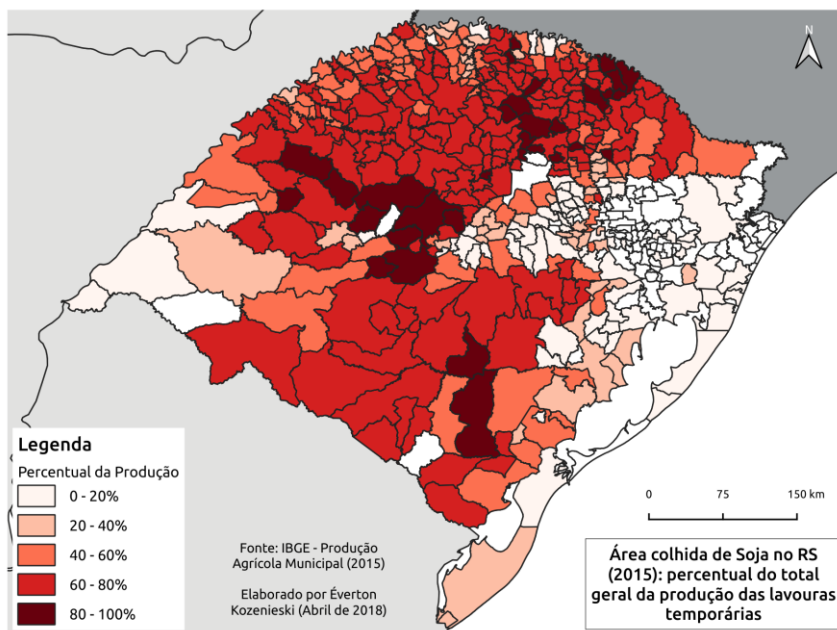 N
Legenda
Percentual da Produção
0 - 20%
20 - 40%
40 - 60%
60 - 80%
80 - 100%
Fonte: IBGE - Produção
Agrícola Municipal (2015)
Elaborado por Éverton
Kozenieski (Abril de 2018)
0 75 150 km
Área colhida de Soja no RS
(2015): percentual do total
geral da produção das lavouras
temporárias